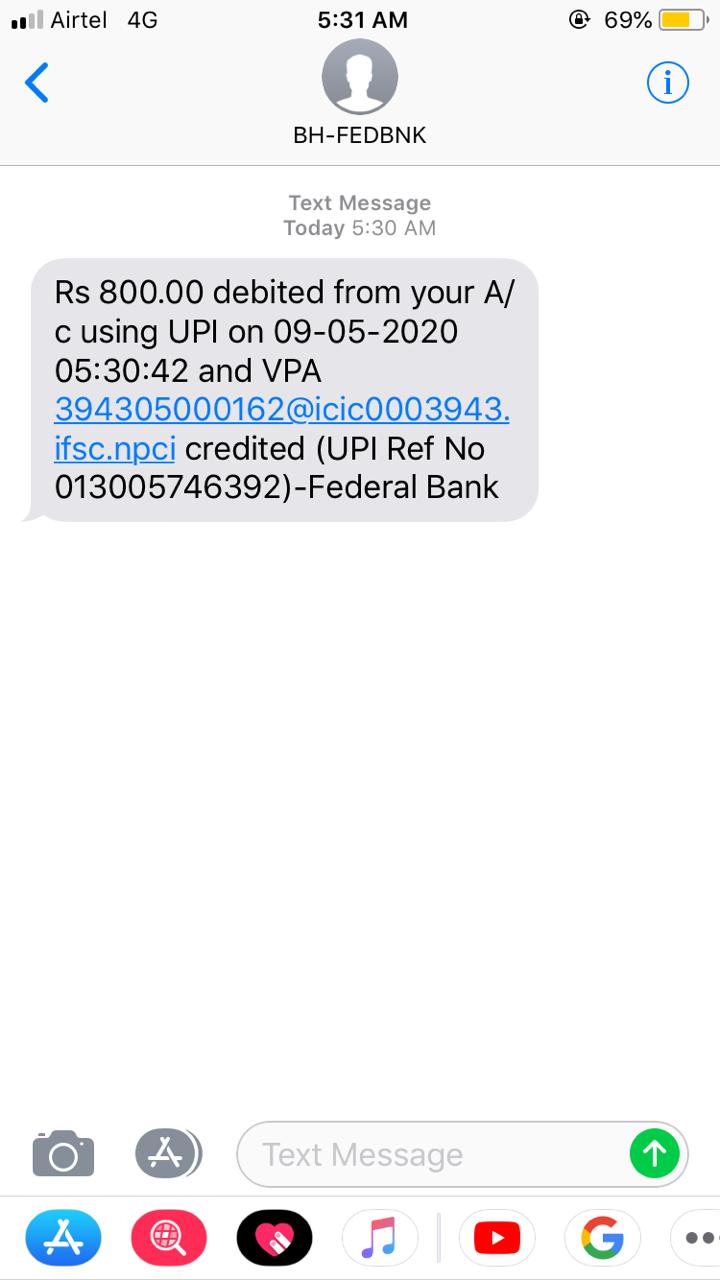 Airtel 4G 5:31 AM 69%
BH-FEDBNK
Text Message
Today 5:30 AM
Rs 800.00 debited from your A/
c using UPI on 09-05-2020
05:30:42 and VPA
394305000162@icic0003943.
ifsc.npci credited (UPI Ref No
013005746392)-Federal Bank
Text Message